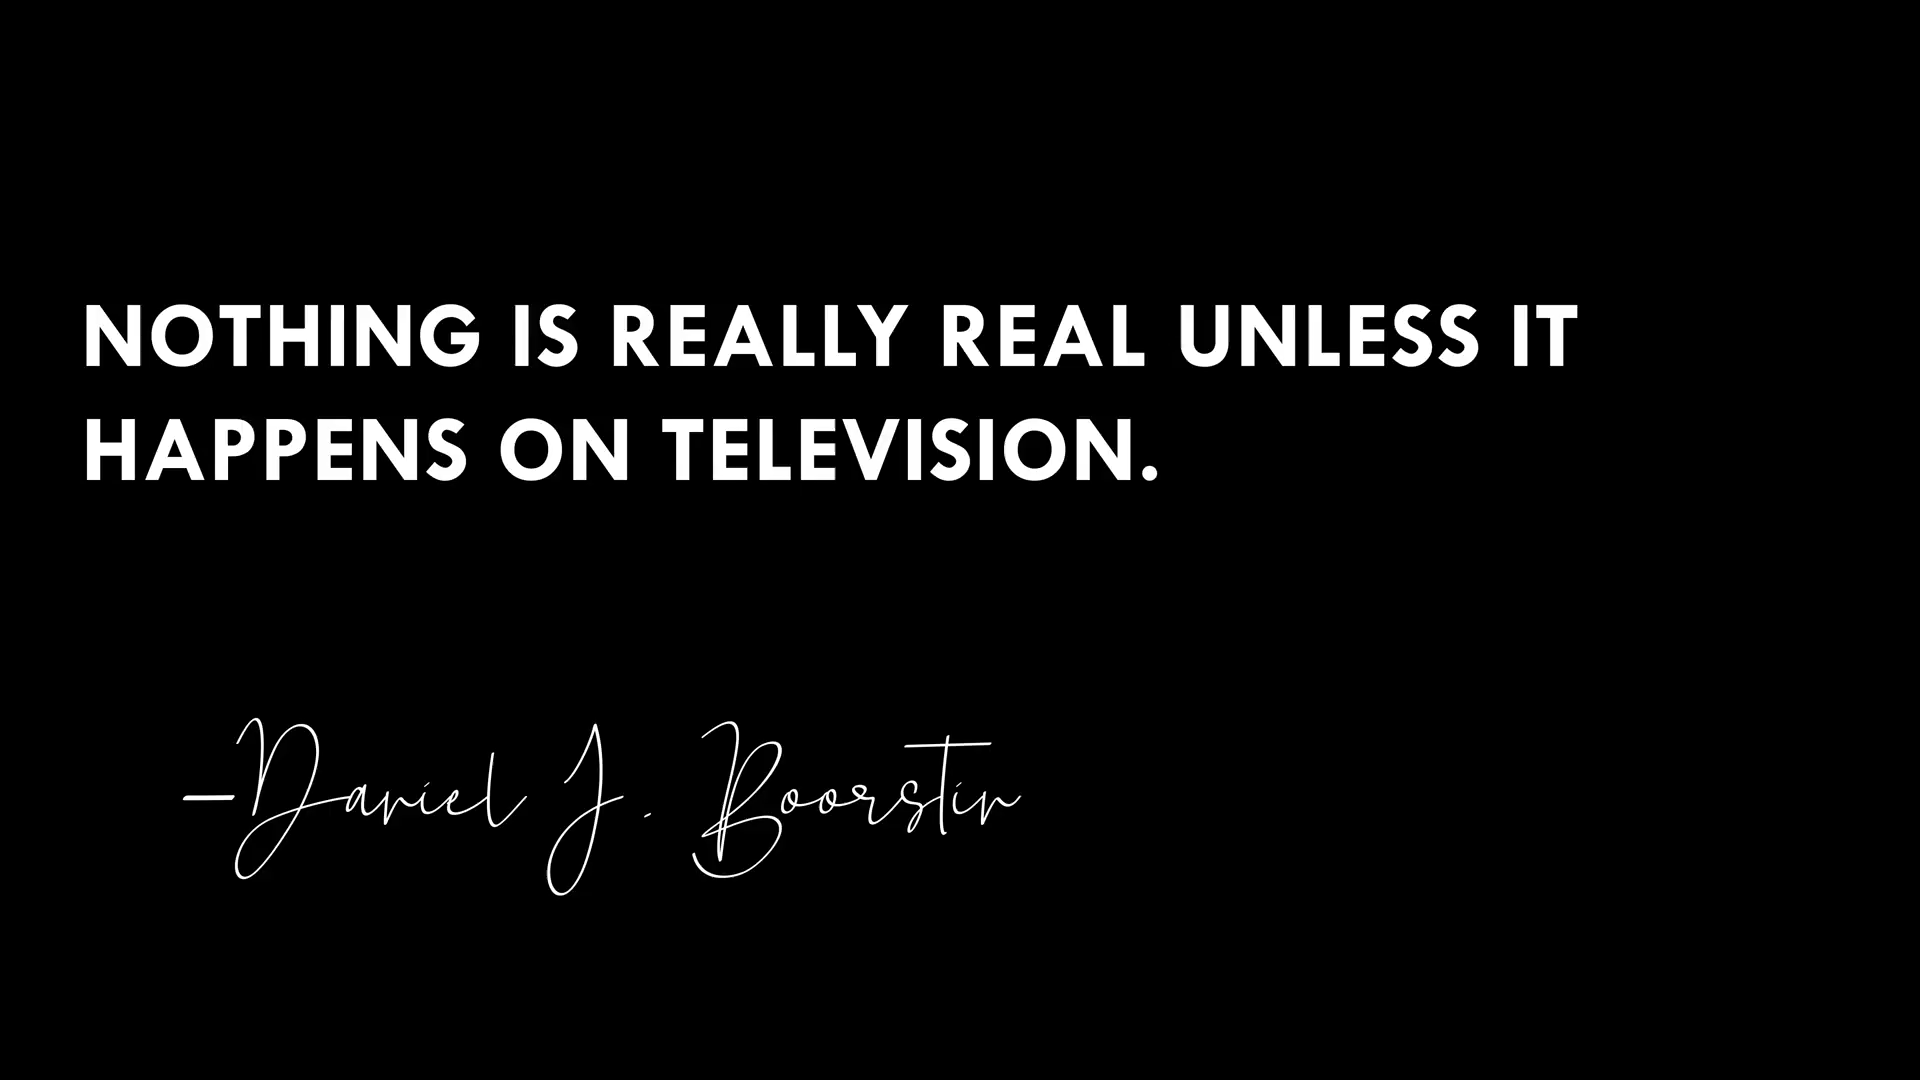 NOTHING IS REALLY REAL UNLESS IT
HAPPENS ON TELEVISION.
–Daniel J. Boorstin